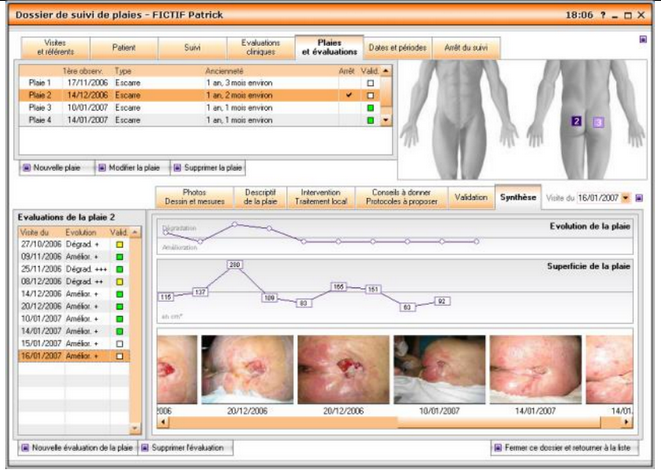 Dossier de suivi de plaies - FICTIF Patrick 18:06 ? _ □ X
Visites et référents
Patient
Suivi
Evaluations cliniques
Plaies et évaluations
Dates et périodes
Arrêt du suivi
1ère observ. Type Ancienneté Arrêt Valid.
Plaie 1 17/11/2006 Escarre 1 an, 3 mois environ
Plaie 2 14/12/2006 Escarre 1 an, 2 mois environ
Plaie 3 10/01/2007 Escarre 1 an, 1 mois environ
Plaie 4 14/01/2007 Escarre 1 an, 1 mois environ
2
Nouvelle plaie Modifier la plaie Supprimer la plaie
Photos Dessin et mesures
Descriptif de la plaie
Intervention Traitement local
Conseils à donner Protocoles à proposer
Validation
Synthèse
Visite du 16/01/2007
Evaluations de la plaie 2
Visite du Evolution Valid.
27/10/2006 Dégrad. +
09/11/2006 Amélior. +
25/11/2006 Dégrad. +++
08/12/2006 Dégrad. ++
14/12/2006 Amélior. +
20/12/2006 Amélior. +
10/01/2007 Amélior. +
14/01/2007 Amélior. +
15/01/2007 Amélior. +
16/01/2007 Amélior. +
Dégradation
Evolution de la plaie
Amélioration
Superficie de la plaie
115 137 280 109 83 166 151 63 92
en cm²
2006 20/12/2006 20/12/2006 10/01/2007 14/01/2007 14/01.
Nouvelle évaluation de la plaie Supprimer l'évaluation Fermer ce dossier et retourner à la liste